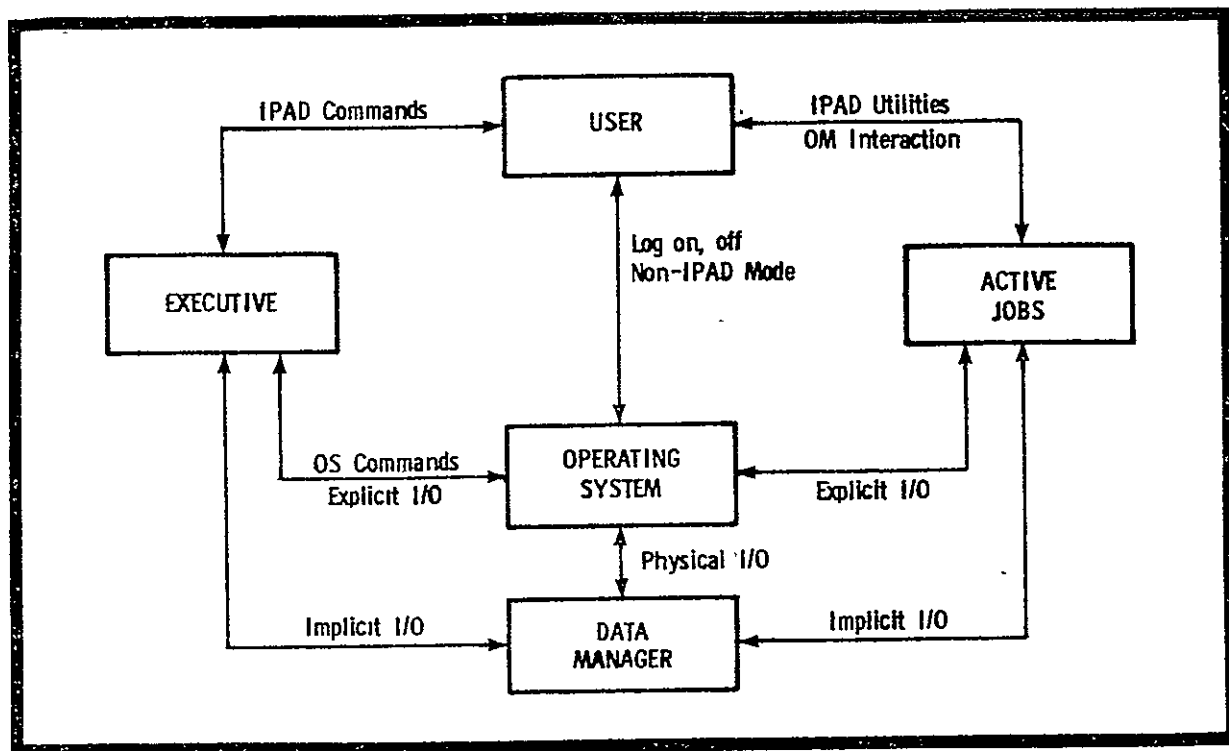 IPAD Commands
USER
IPAD Utilities
OM Interaction
Log on, off
Non-IPAD Mode
EXECUTIVE
ACTIVE
JOBS
OS Commands
Explicit I/O
OPERATING
SYSTEM
Explicit I/O
Physical I/O
Implicit I/O
DATA
MANAGER
Implicit I/O